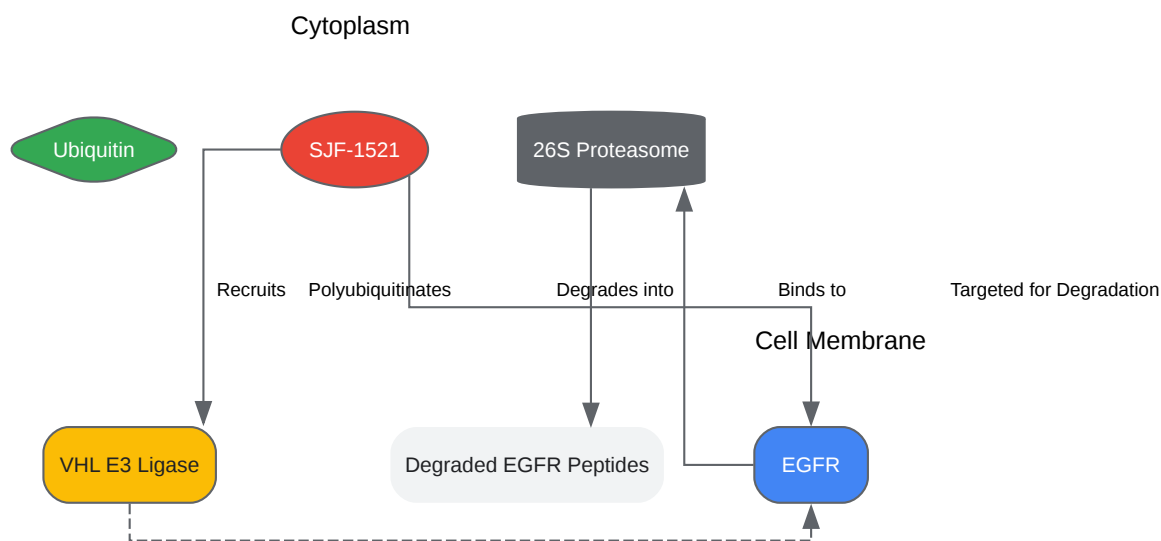 Cytoplasm
Ubiquitin
SJF-1521
26S Proteasome
Recruits
Polyubiquitinates
Degrades into
Binds to
Targeted for Degradation
Cell Membrane
VHL E3 Ligase
Degraded EGFR Peptides
EGFR